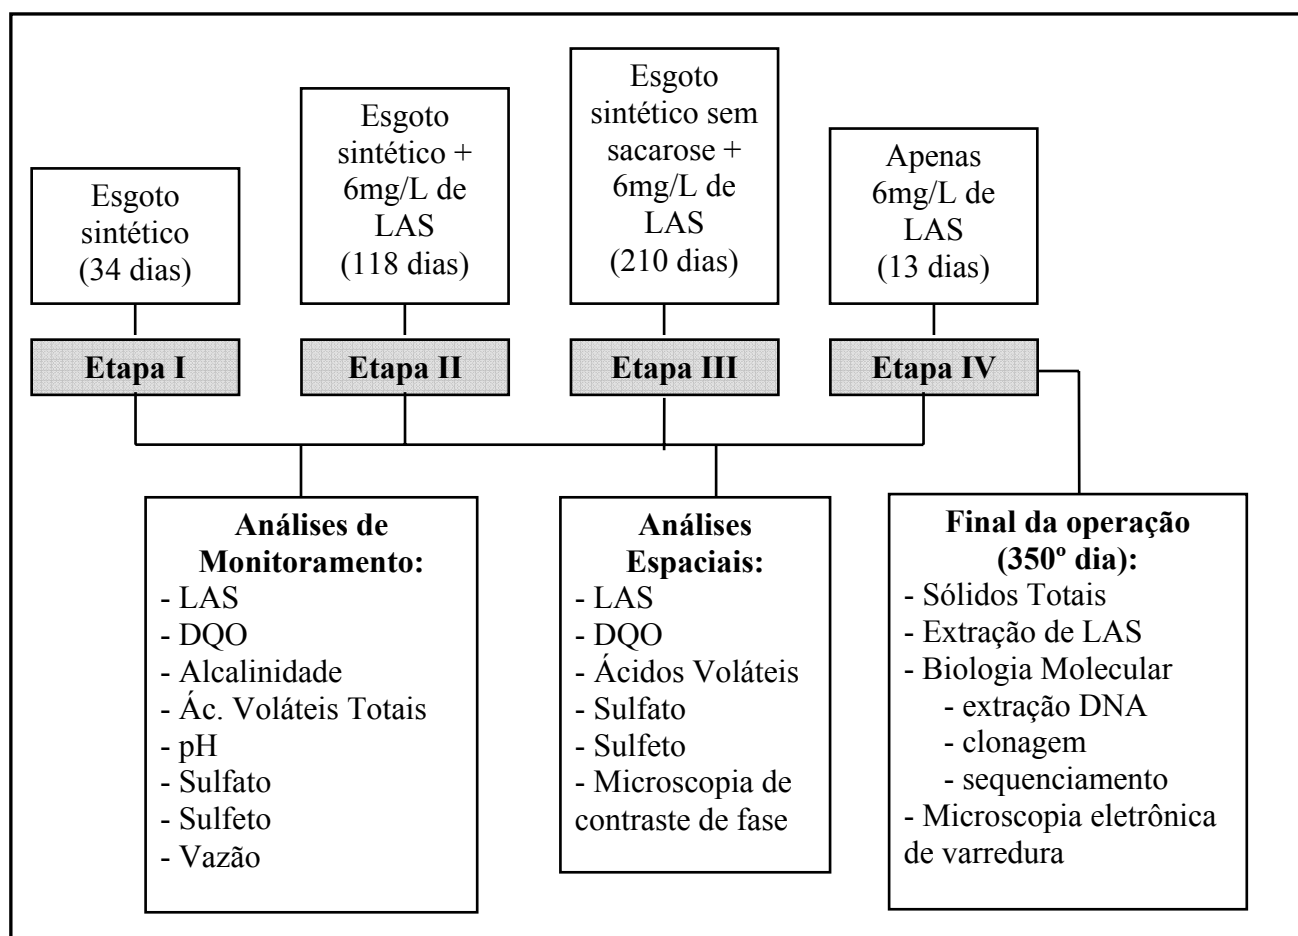 Esgoto
sintético
(34 dias)
Esgoto
sintético +
6mg/L de
LAS
(118 dias)
Esgoto
sintético sem
sacarose +
6mg/L de
LAS
(210 dias)
Apenas
6mg/L de
LAS
(13 dias)
Etapa I
Etapa II
Etapa III
Etapa IV
Análises de
Monitoramento:
- LAS
- DQO
- Alcalinidade
- Ác. Voláteis Totais
- pH
- Sulfato
- Sulfeto
- Vazão
Análises
Espaciais:
- LAS
- DQO
- Ácidos Voláteis
- Sulfato
- Sulfeto
- Microscopia de
contraste de fase
Final da operação
(350º dia):
- Sólidos Totais
- Extração de LAS
- Biologia Molecular
- extração DNA
- clonagem
- sequenciamento
- Microscopia eletrônica
de varredura